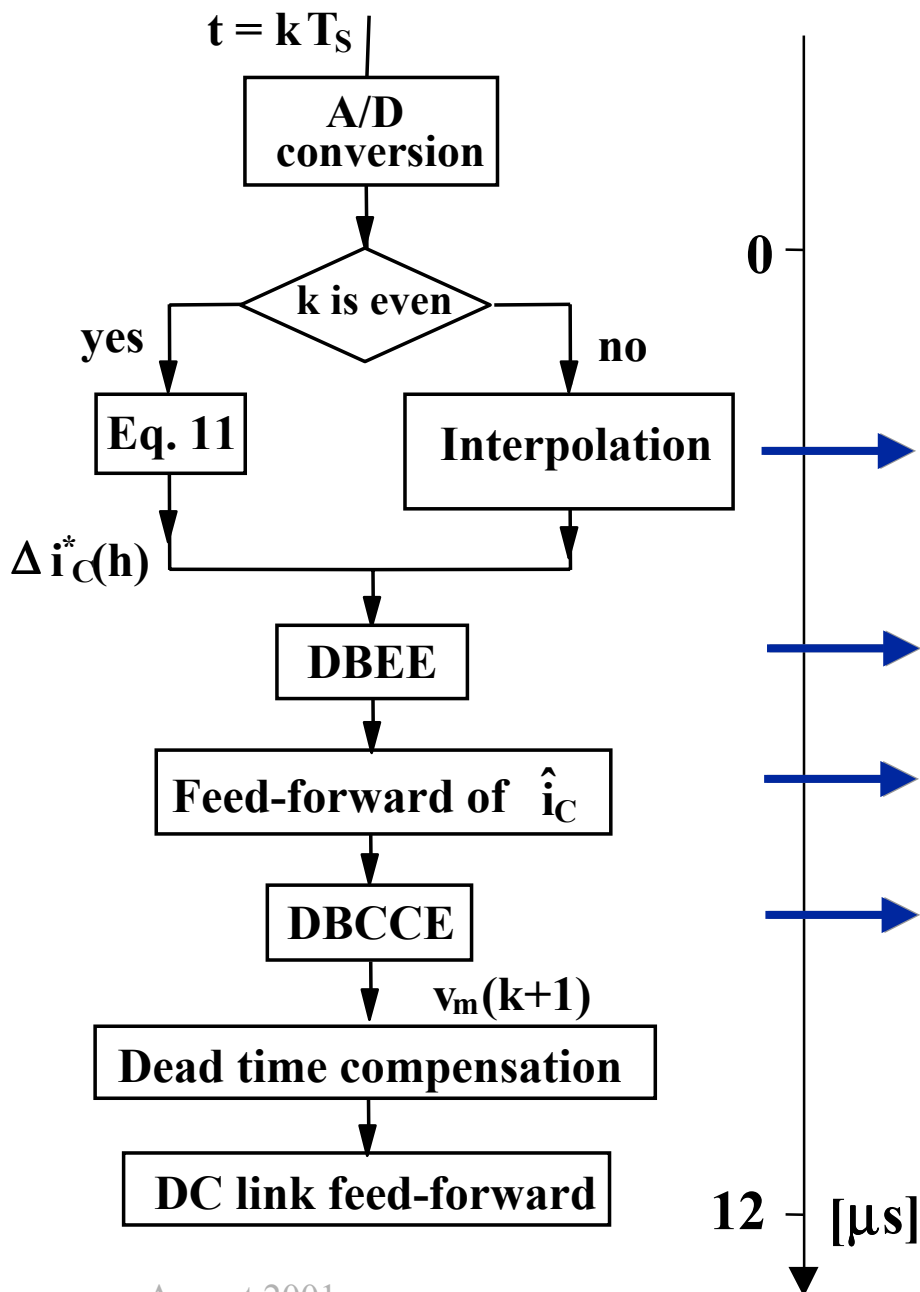 t = k T_S
A/D
conversion
0
k is even
yes
no
Eq. 11
Interpolation
Δ i*_C(h)
DBEE
Feed-forward of î_C
DBCCE
v_m(k+1)
Dead time compensation
DC link feed-forward
12 [μs]
2001